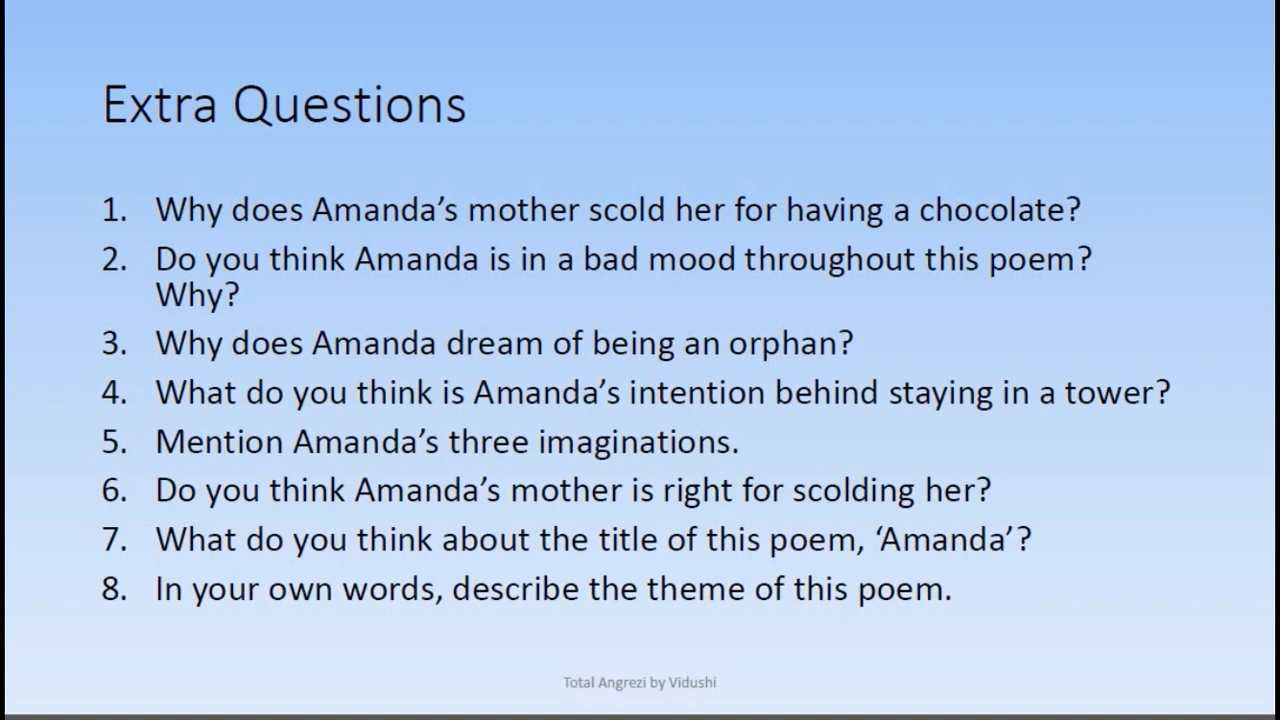 Extra Questions
1. Why does Amanda’s mother scold her for having a chocolate?
2. Do you think Amanda is in a bad mood throughout this poem?
Why?
3. Why does Amanda dream of being an orphan?
4. What do you think is Amanda’s intention behind staying in a tower?
5. Mention Amanda’s three imaginations.
6. Do you think Amanda’s mother is right for scolding her?
7. What do you think about the title of this poem, ‘Amanda’?
8. In your own words, describe the theme of this poem.
Total Angrezi by Vidushi